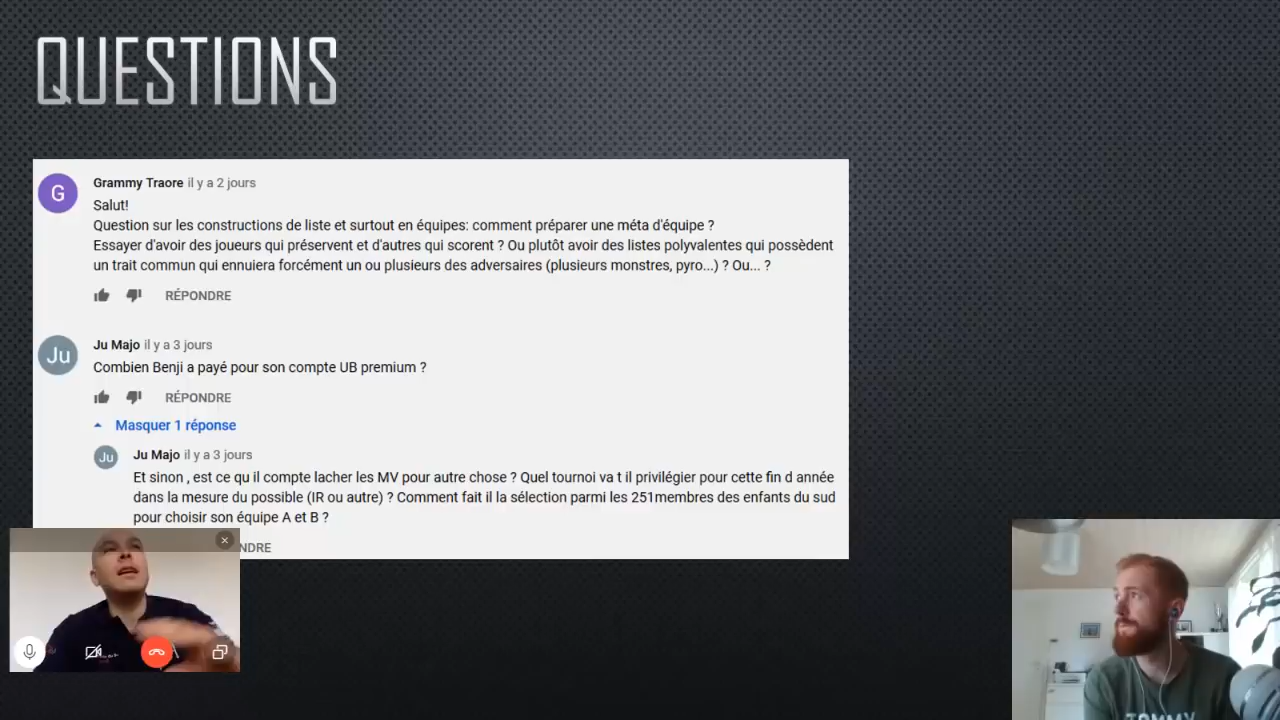 QUESTIONS
G
Grammy Traore il y a 2 jours
Salut!
Question sur les constructions de liste et surtout en équipes: comment préparer une méta d'équipe ?
Essayer d'avoir des joueurs qui préservent et d'autres qui scorent ? Ou plutôt avoir des listes polyvalentes qui possèdent
un trait commun qui ennuiera forcément un ou plusieurs des adversaires (plusieurs monstres, pyro...) ? Ou... ?
RÉPONDRE
Ju
Ju Majo il y a 3 jours
Combien Benji a payé pour son compte UB premium ?
RÉPONDRE
Masquer 1 réponse
Ju
Ju Majo il y a 3 jours
Et sinon , est ce qu il compte lacher les MV pour autre chose ? Quel tournoi va t il privilégier pour cette fin d année
dans la mesure du possible (IR ou autre) ? Comment fait il la sélection parmi les 251membres des enfants du sud
pour choisir son équipe A et B ?
NDRE
TOMMY